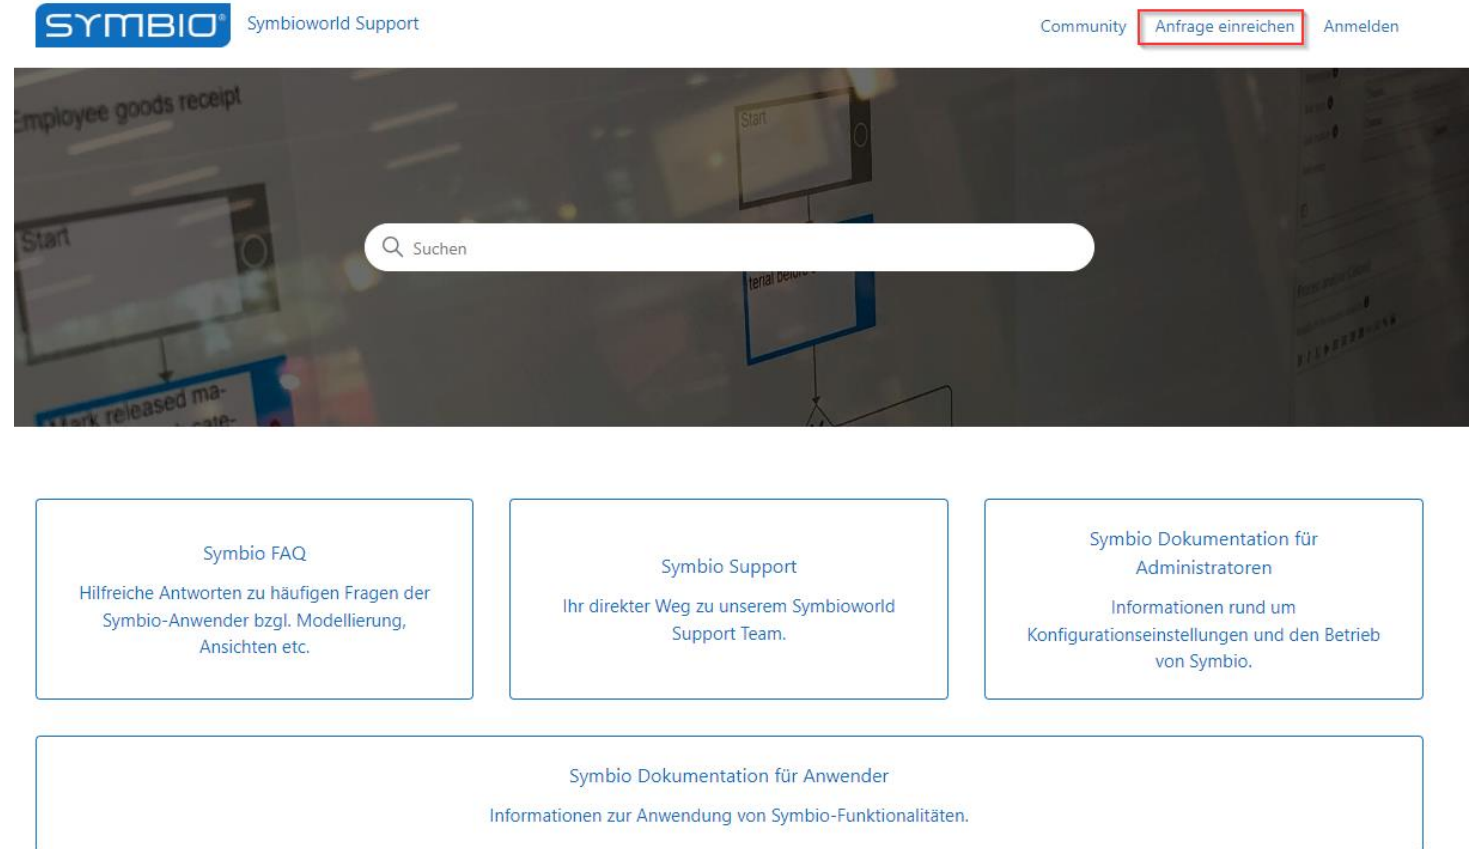 SYMBIO®
Symbioworld Support
Community
Anfrage einreichen
Anmelden
Employee goods receipt
Start
Start
Suchen
Mark released ma-
Symbio FAQ
Hilfreiche Antworten zu häufigen Fragen der
Symbio-Anwender bzgl. Modellierung,
Ansichten etc.
Symbio Support
Ihr direkter Weg zu unserem Symbioworld
Support Team.
Symbio Dokumentation für
Administratoren
Informationen rund um
Konfigurationseinstellungen und den Betrieb
von Symbio.
Symbio Dokumentation für Anwender
Informationen zur Anwendung von Symbio-Funktionalitäten.